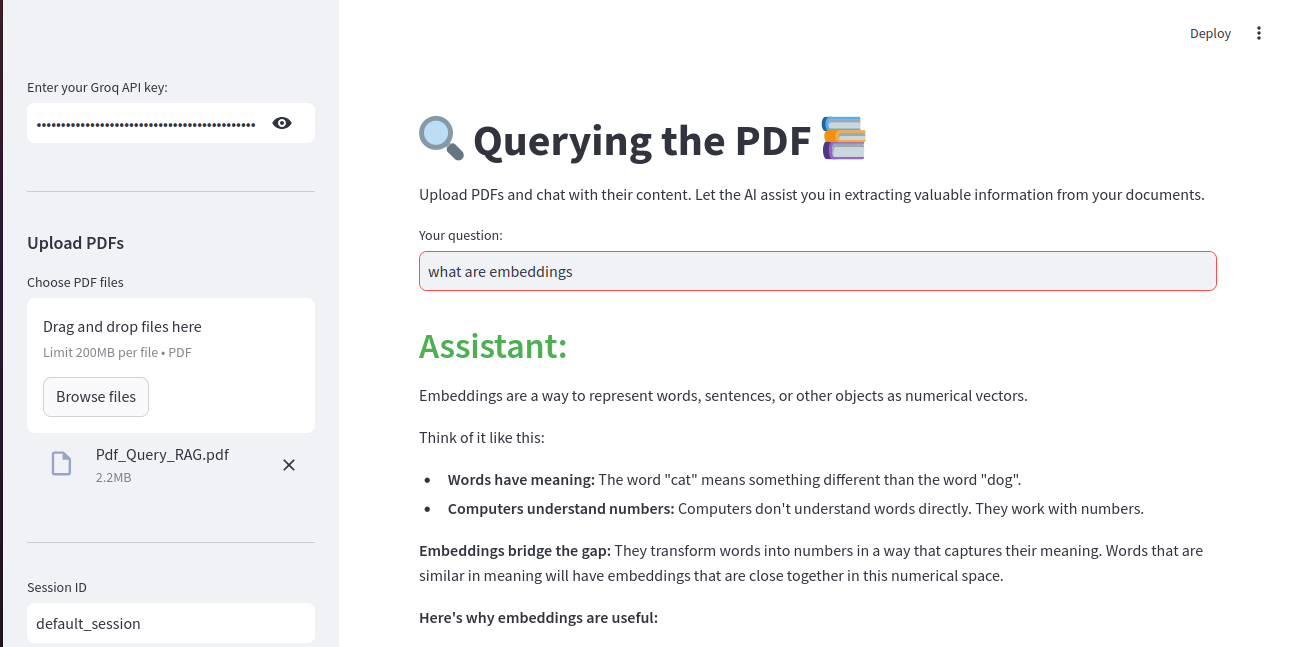 Enter your Groq API key:
Upload PDFs
Choose PDF files
Drag and drop files here
Limit 200MB per file • PDF
Browse files
Pdf_Query_RAG.pdf
2.2MB
Session ID
default_session
Deploy
Querying the PDF
Upload PDFs and chat with their content. Let the AI assist you in extracting valuable information from your documents.
Your question:
what are embeddings
Assistant:
Embeddings are a way to represent words, sentences, or other objects as numerical vectors.
Think of it like this:
• Words have meaning: The word "cat" means something different than the word "dog".
• Computers understand numbers: Computers don't understand words directly. They work with numbers.
Embeddings bridge the gap: They transform words into numbers in a way that captures their meaning. Words that are
similar in meaning will have embeddings that are close together in this numerical space.
Here's why embeddings are useful: